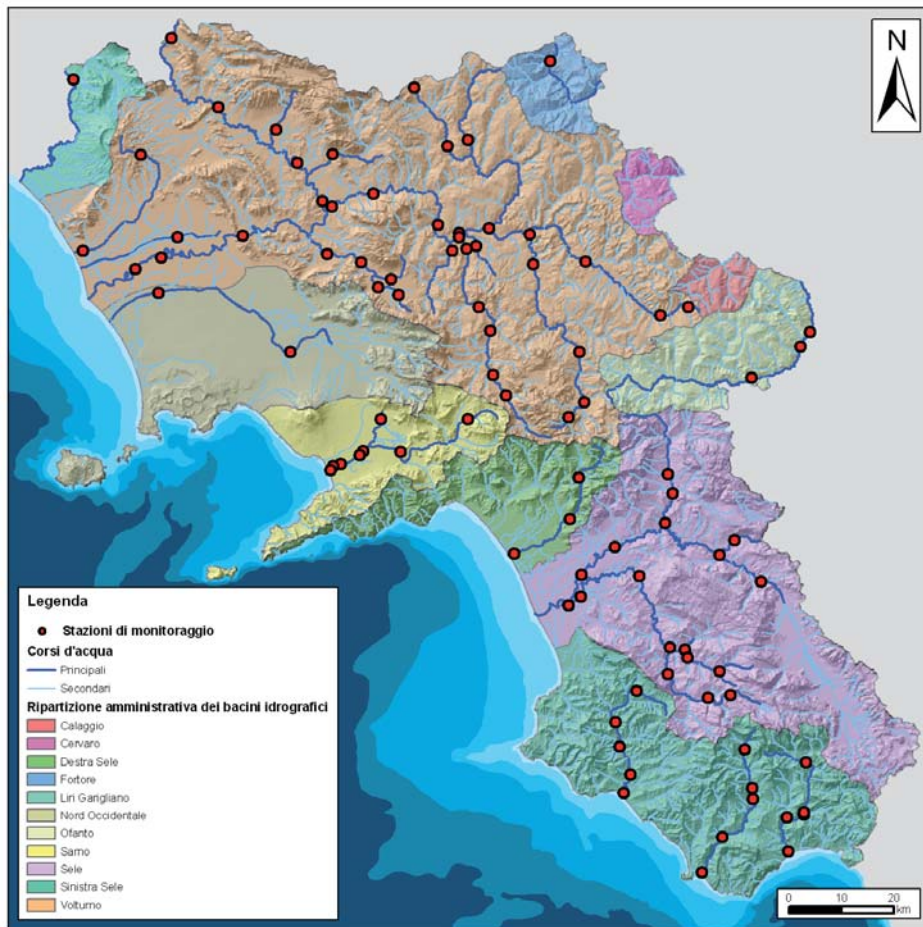 N
Legenda
Stazioni di monitoraggio
Corsi d'acqua
Principali
Secondari
Ripartizione amministrativa dei bacini idrografici
Calaggio
Cervaro
Destra Sele
Fortore
Liri Garigliano
Nord Occidentale
Ofanto
Sarno
Sele
Sinistra Sele
Volturno
0 10 20
km